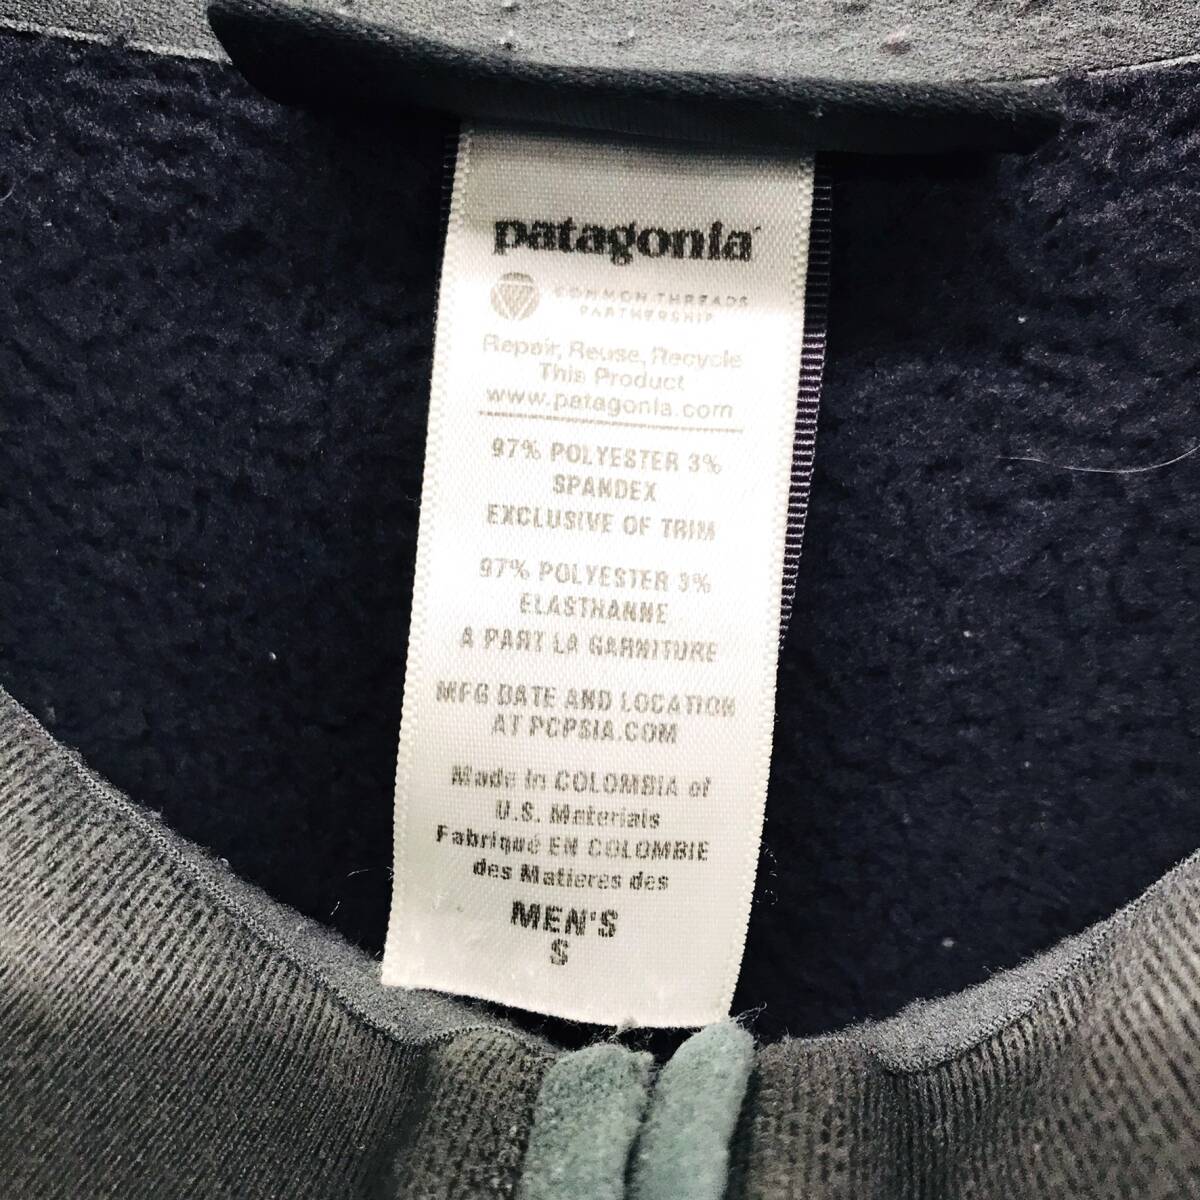 patagonia
COMMON THREADS
PARTNERSHIP
Repair, Reuse, Recycle
This Product
www.patagonia.com
97% POLYESTER 3%
SPANDEX
EXCLUSIVE OF TRIM
97% POLYESTER 3%
ELASTHANNE
A PART LA GARNITURE
MFG DATE AND LOCATION
AT PCPSIA.COM
Made in COLOMBIA of
U.S. Materials
Fabriqué EN COLOMBIE
des Matieres des
MEN'S
S